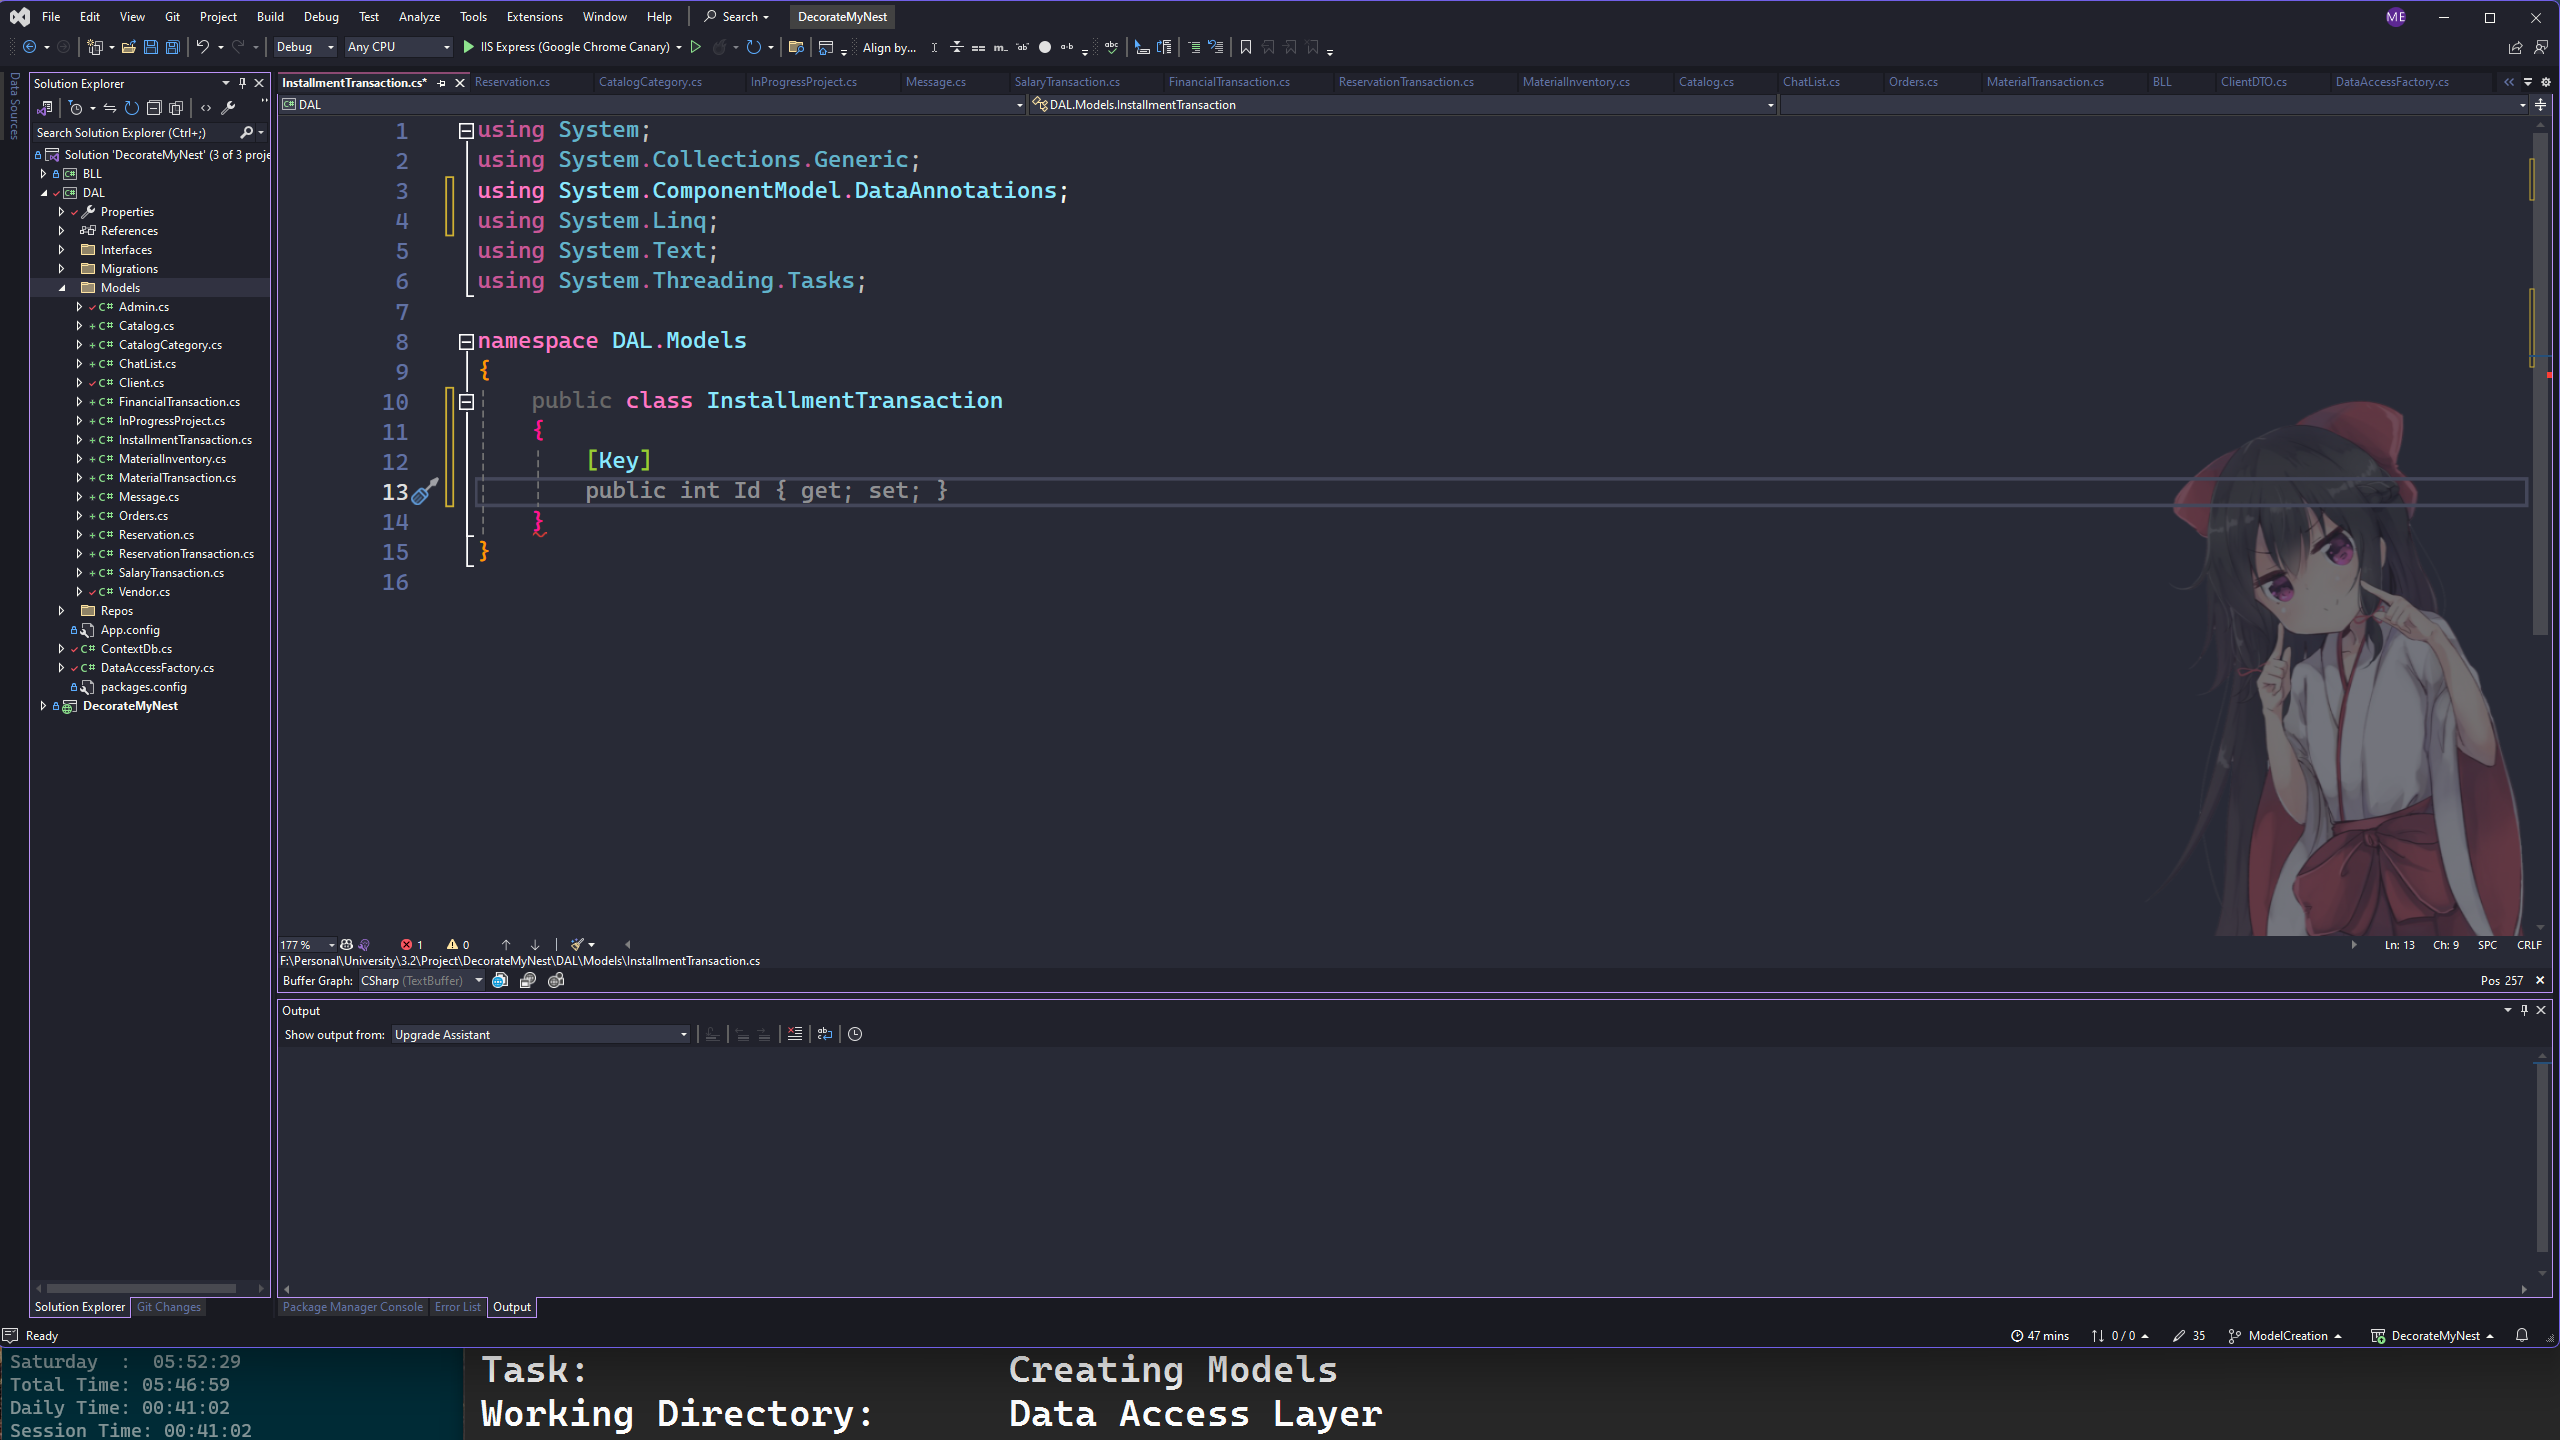 File Edit View Git Project Build Debug Test Analyze Tools Extensions Window Help Search DecorateMyNest ME
Debug Any CPU IIS Express (Google Chrome Canary) Align by...
Data Sources
Solution Explorer
Search Solution Explorer (Ctrl+;)
Solution 'DecorateMyNest' (3 of 3 proje
BLL
DAL
Properties
References
Interfaces
Migrations
Models
C# Admin.cs
C# Catalog.cs
C# CatalogCategory.cs
C# ChatList.cs
C# Client.cs
C# FinancialTransaction.cs
C# InProgressProject.cs
C# InstallmentTransaction.cs
C# MaterialInventory.cs
C# MaterialTransaction.cs
C# Message.cs
C# Orders.cs
C# Reservation.cs
C# ReservationTransaction.cs
C# SalaryTransaction.cs
C# Vendor.cs
Repos
App.config
C# ContextDb.cs
C# DataAccessFactory.cs
packages.config
DecorateMyNest
Solution Explorer Git Changes
InstallmentTransaction.cs* Reservation.cs CatalogCategory.cs InProgressProject.cs Message.cs SalaryTransaction.cs FinancialTransaction.cs ReservationTransaction.cs MaterialInventory.cs Catalog.cs ChatList.cs Orders.cs MaterialTransaction.cs BLL ClientDTO.cs DataAccessFactory.cs
DAL DAL.Models.InstallmentTransaction
1 using System;
2 using System.Collections.Generic;
3 using System.ComponentModel.DataAnnotations;
4 using System.Linq;
5 using System.Text;
6 using System.Threading.Tasks;
7
8 namespace DAL.Models
9 {
10 public class InstallmentTransaction
11 {
12 [Key]
13 public int Id { get; set; }
14 }
15 }
16
177 % 1 0 Ln: 13 Ch: 9 SPC CRLF
F:\Personal\University\3.2\Project\DecorateMyNest\DAL\Models\InstallmentTransaction.cs
Buffer Graph: CSharp (TextBuffer) Pos 257
Output
Show output from: Upgrade Assistant
Package Manager Console Error List Output
Ready 47 mins 0 / 0 35 ModelCreation DecorateMyNest
Saturday : 05:52:29
Total Time: 05:46:59
Daily Time: 00:41:02
Session Time: 00:41:02
Task: Creating Models
Working Directory: Data Access Layer